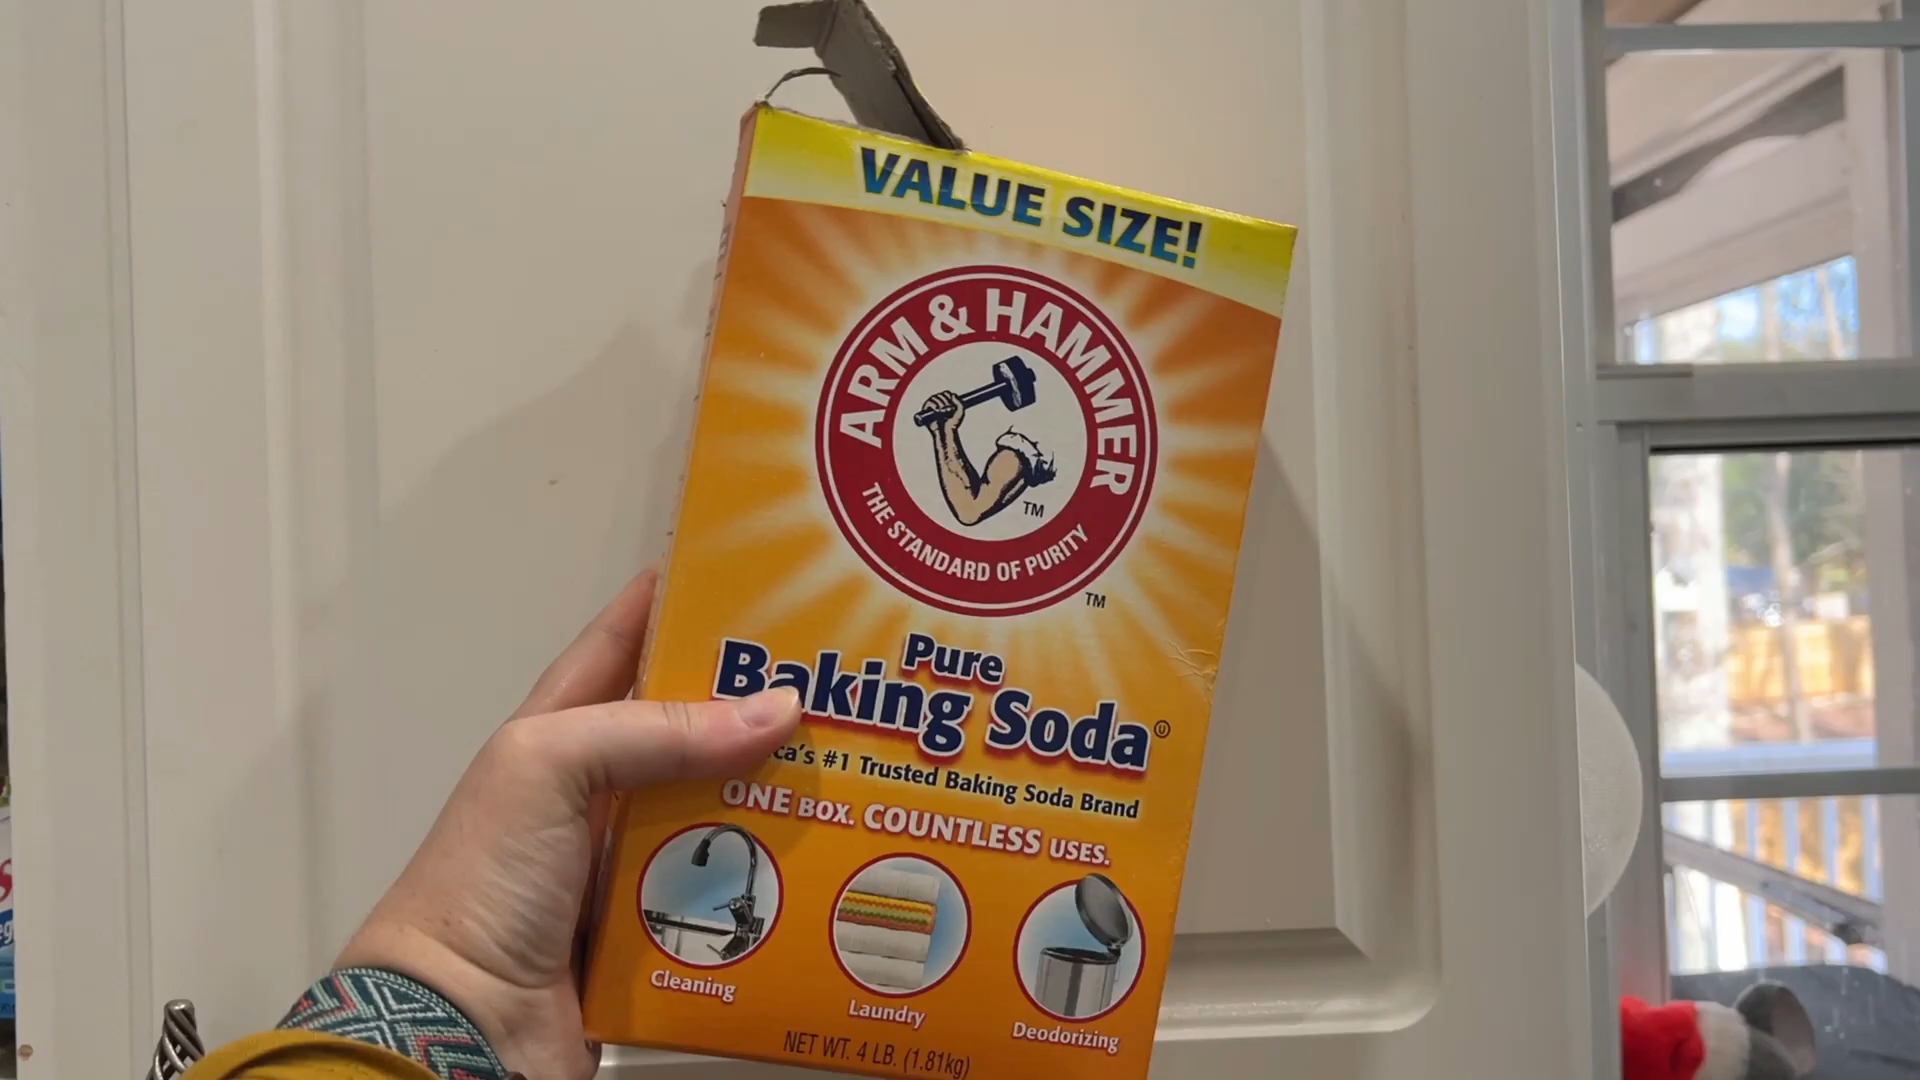 VALUE SIZE!
ARM & HAMMER
THE STANDARD OF PURITY
TM
TM
Pure
Baking Soda
#1 Trusted Baking Soda Brand
ONE BOX. COUNTLESS USES.
Cleaning
Laundry
Deodorizing
NET WT. 4 LB. (1.81kg)